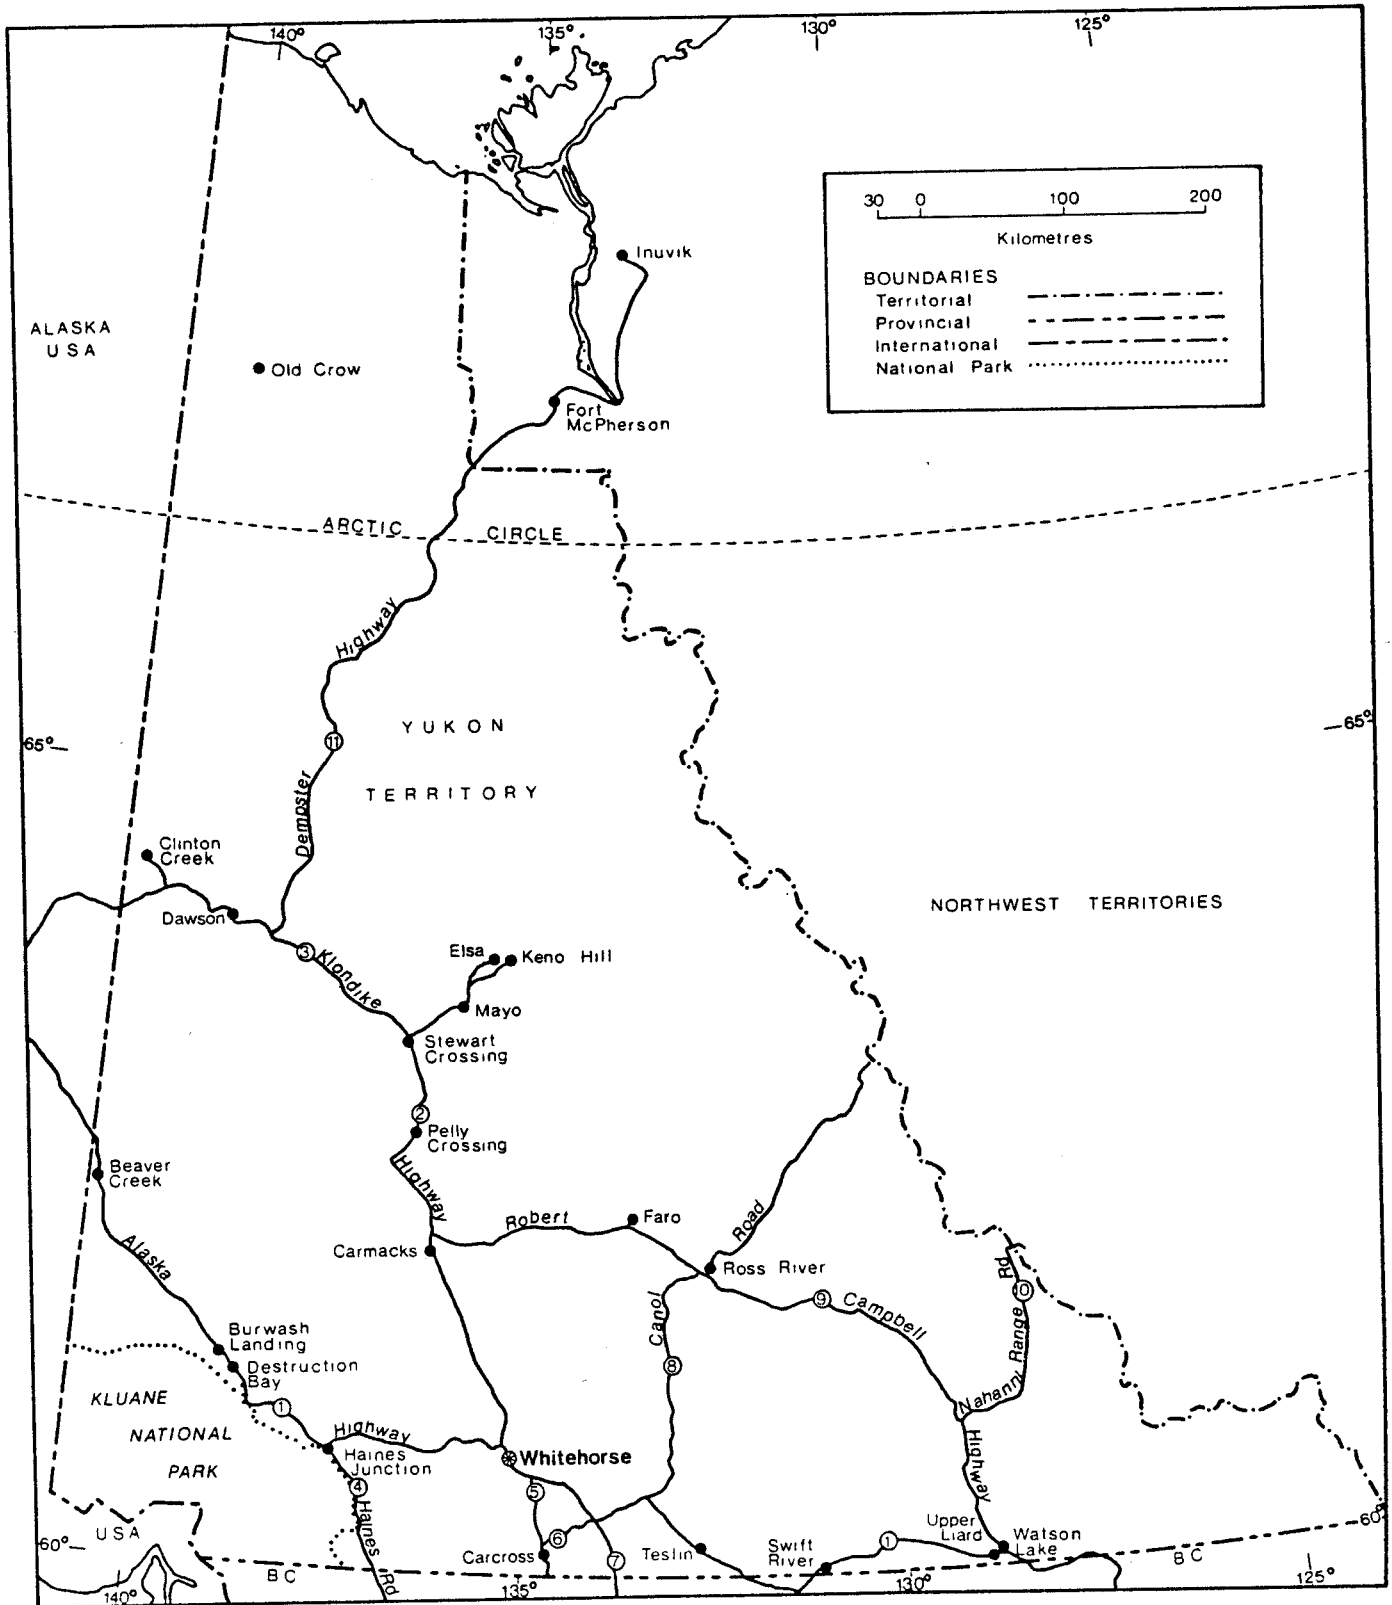 140°
135°
130°
125°
30 0 100 200
Kilometres
BOUNDARIES
Territorial
Provincial
International
National Park
Inuvik
ALASKA
USA
Old Crow
Fort
McPherson
ARCTIC CIRCLE
Highway
YUKON
TERRITORY
65°
65°
11
Dempster
Clinton
Creek
Dawson
NORTHWEST TERRITORIES
3
Klondike
Elsa
Keno Hill
Mayo
Stewart
Crossing
2
Pelly
Crossing
Highway
Beaver
Creek
Alaska
Carmacks
Robert
Faro
Road
Ross River
Canol
9
Campbell
Rd
10
Nahanni Range
Burwash
Landing
Destruction
Bay
8
KLUANE
NATIONAL
PARK
1
Highway
Haines
Junction
4
Haines Rd
Whitehorse
5
6
7
Carcross
Teslin
Swift
River
1
Upper
Liard
Highway
Watson
Lake
60°
60°
USA
BC
BC
140°
135°
130°
125°